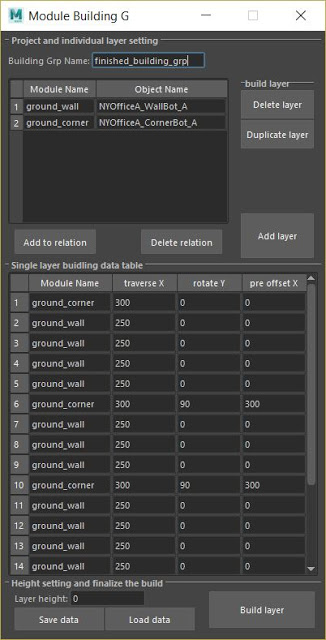 Module Building G
Project and individual layer setting
Building Grp Name: finished_building_grp
build layer
Module Name Object Name
1 ground_wall NYOfficeA_WallBot_A
2 ground_corner NYOfficeA_CornerBot_A
Delete layer
Duplicate layer
Add layer
Add to relation Delete relation
Single layer buidling data table
Module Name traverse X rotate Y pre offset X
1 ground_corner 300 0 0
2 ground_wall 250 0 0
3 ground_wall 250 0 0
4 ground_wall 250 0 0
5 ground_wall 250 0 0
6 ground_corner 300 90 300
7 ground_wall 250 0 0
8 ground_wall 250 0 0
9 ground_wall 250 0 0
10 ground_corner 300 90 300
11 ground_wall 250 0 0
12 ground_wall 250 0 0
13 ground_wall 250 0 0
14 ground_wall 250 0 0
Height setting and finalize the build
Layer height: 0
Save data Load data Build layer